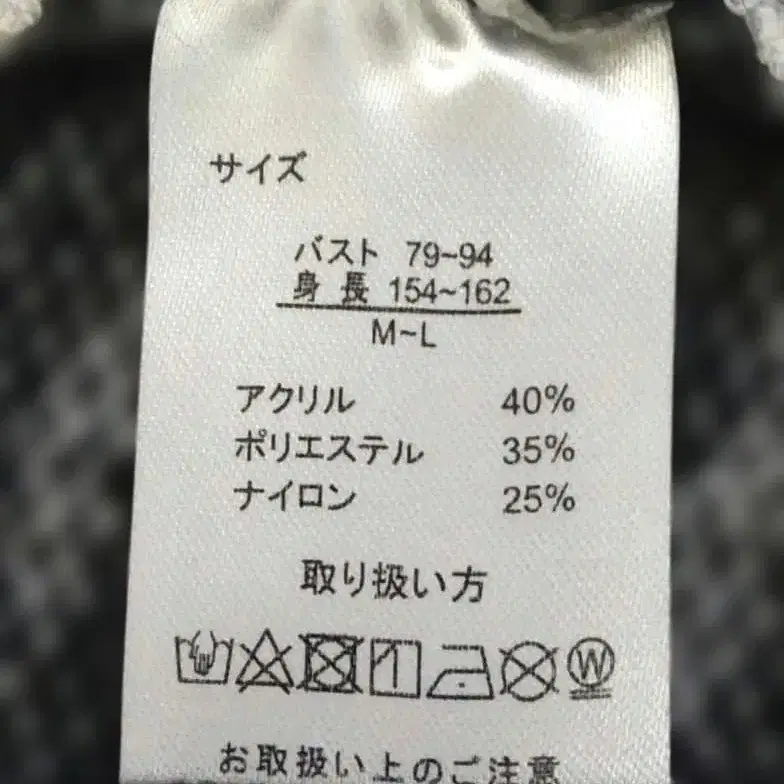 サイズ
バスト 79~94
身長 154~162
M~L
アクリル 40%
ポリエステル 35%
ナイロン 25%
取り扱い方
W
お取扱い上のご注意